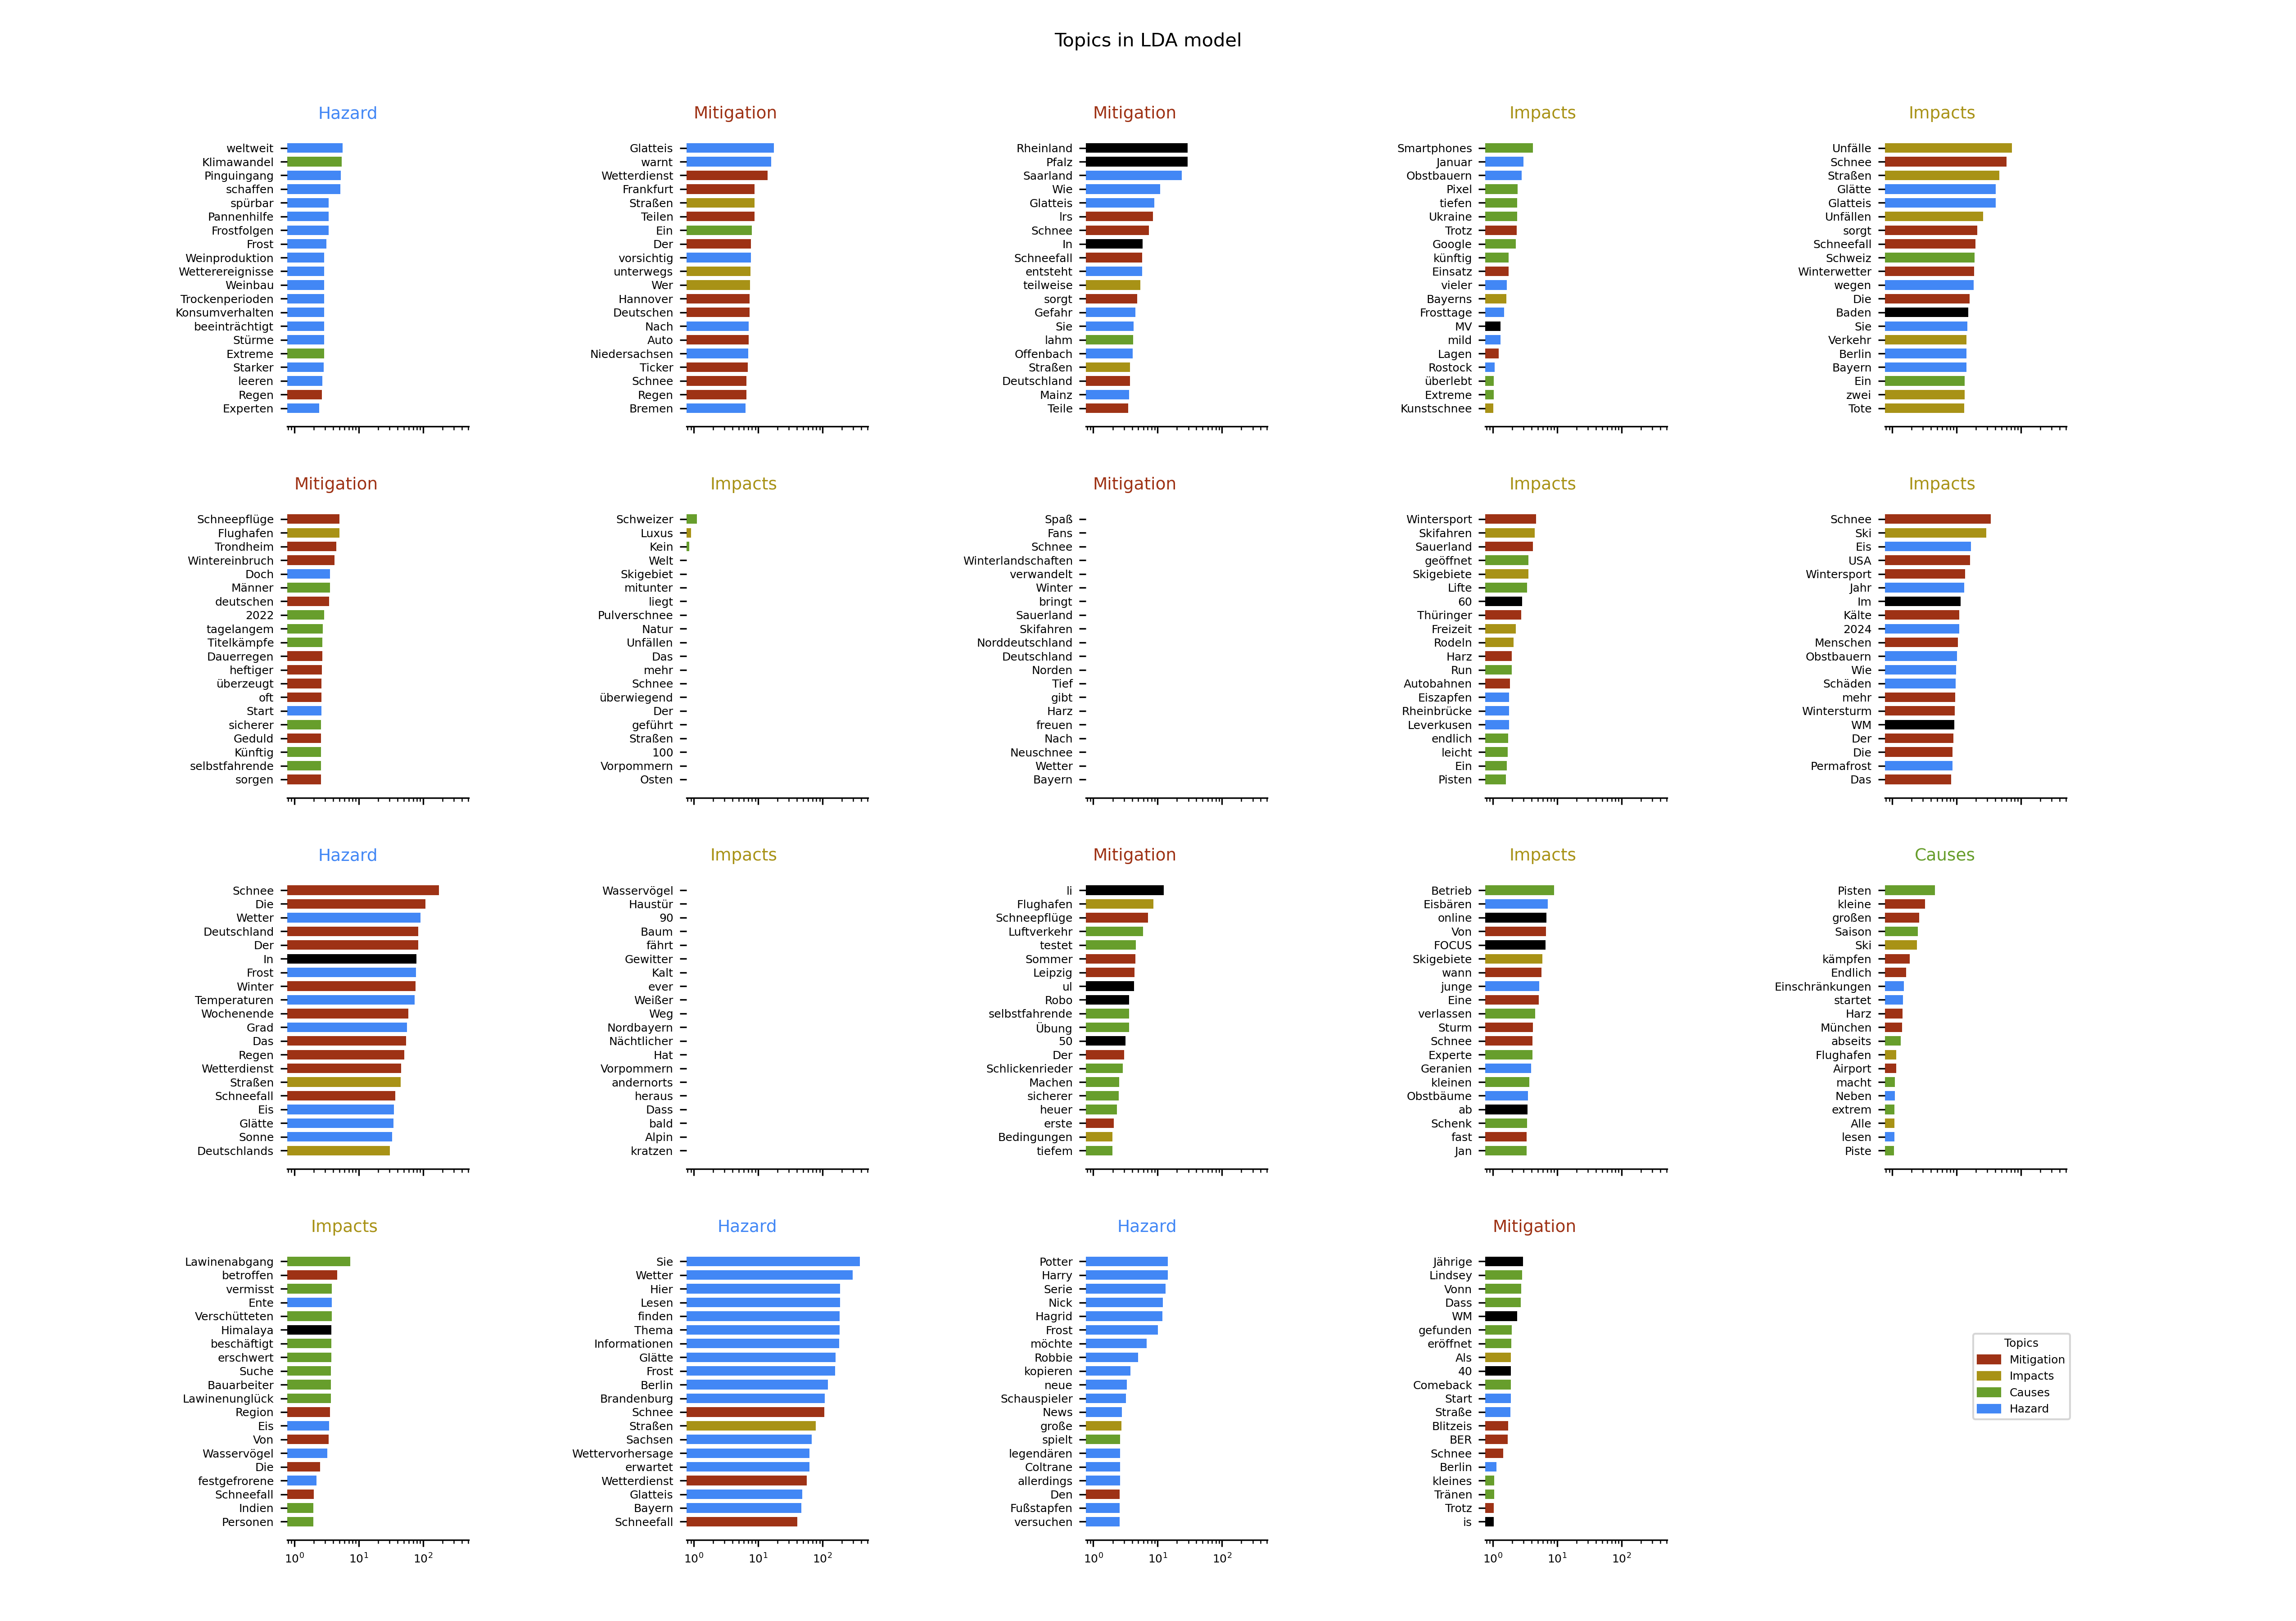 Topics in LDA model
Hazard
weltweit
Klimawandel
Pinguingang
schaffen
spürbar
Pannenhilfe
Frostfolgen
Frost
Weinproduktion
Wetterereignisse
Weinbau
Trockenperioden
Konsumverhalten
beeinträchtigt
Stürme
Extreme
Starker
leeren
Regen
Experten
Mitigation
Glatteis
warnt
Wetterdienst
Frankfurt
Straßen
Teilen
Ein
Der
vorsichtig
unterwegs
Wer
Hannover
Deutschen
Nach
Auto
Niedersachsen
Ticker
Schnee
Regen
Bremen
Mitigation
Rheinland
Pfalz
Saarland
Wie
Glatteis
Irs
Schnee
In
Schneefall
entsteht
teilweise
sorgt
Gefahr
Sie
lahm
Offenbach
Straßen
Deutschland
Mainz
Teile
Impacts
Smartphones
Januar
Obstbauern
Pixel
tiefen
Ukraine
Trotz
Google
künftig
Einsatz
vieler
Bayerns
Frosttage
MV
mild
Lagen
Rostock
überlebt
Extreme
Kunstschnee
Impacts
Unfälle
Schnee
Straßen
Glätte
Glatteis
Unfällen
sorgt
Schneefall
Schweiz
Winterwetter
wegen
Die
Baden
Sie
Verkehr
Berlin
Bayern
Ein
zwei
Tote
Mitigation
Schneepflüge
Flughafen
Trondheim
Wintereinbruch
Doch
Männer
deutschen
2022
tagelangem
Titelkämpfe
Dauerregen
heftiger
überzeugt
oft
Start
sicherer
Geduld
Künftig
selbstfahrende
sorgen
Impacts
Schweizer
Luxus
Kein
Welt
Skigebiet
mitunter
liegt
Pulverschnee
Natur
Unfällen
Das
mehr
Schnee
überwiegend
Der
geführt
Straßen
100
Vorpommern
Osten
Mitigation
Spaß
Fans
Schnee
Winterlandschaften
verwandelt
Winter
bringt
Sauerland
Skifahren
Norddeutschland
Deutschland
Norden
Tief
gibt
Harz
freuen
Nach
Neuschnee
Wetter
Bayern
Impacts
Wintersport
Skifahren
Sauerland
geöffnet
Skigebiete
Lifte
60
Thüringer
Freizeit
Rodeln
Harz
Run
Autobahnen
Eiszapfen
Rheinbrücke
Leverkusen
endlich
leicht
Ein
Pisten
Impacts
Schnee
Ski
Eis
USA
Wintersport
Jahr
Im
Kälte
2024
Menschen
Obstbauern
Wie
Schäden
mehr
Wintersturm
WM
Der
Die
Permafrost
Das
Hazard
Schnee
Die
Wetter
Deutschland
Der
In
Frost
Winter
Temperaturen
Wochenende
Grad
Das
Regen
Wetterdienst
Straßen
Schneefall
Eis
Glätte
Sonne
Deutschlands
Impacts
Wasservögel
Haustür
90
Baum
fährt
Gewitter
Kalt
ever
Weißer
Weg
Nordbayern
Nächtlicher
Hat
Vorpommern
andernorts
heraus
Dass
bald
Alpin
kratzen
Mitigation
li
Flughafen
Schneepflüge
Luftverkehr
testet
Sommer
Leipzig
ul
Robo
selbstfahrende
Übung
50
Der
Schlickenrieder
Machen
sicherer
heuer
erste
Bedingungen
tiefem
Impacts
Betrieb
Eisbären
online
Von
FOCUS
Skigebiete
wann
junge
Eine
verlassen
Sturm
Schnee
Experte
Geranien
kleinen
Obstbäume
ab
Schenk
fast
Jan
Causes
Pisten
kleine
großen
Saison
Ski
kämpfen
Endlich
Einschränkungen
startet
Harz
München
abseits
Flughafen
Airport
macht
Neben
extrem
Alle
lesen
Piste
Impacts
Lawinenabgang
betroffen
vermisst
Ente
Verschütteten
Himalaya
beschäftigt
erschwert
Suche
Bauarbeiter
Lawinenunglück
Region
Eis
Von
Wasservögel
Die
festgefrorene
Schneefall
Indien
Personen
10⁰ 10¹ 10²
Hazard
Sie
Wetter
Hier
Lesen
finden
Thema
Informationen
Glätte
Frost
Berlin
Brandenburg
Schnee
Straßen
Sachsen
Wettervorhersage
erwartet
Wetterdienst
Glatteis
Bayern
Schneefall
10⁰ 10¹ 10²
Hazard
Potter
Harry
Serie
Nick
Hagrid
Frost
möchte
Robbie
kopieren
neue
Schauspieler
News
große
spielt
legendären
Coltrane
allerdings
Den
Fußstapfen
versuchen
10⁰ 10¹ 10²
Mitigation
Jährige
Lindsey
Vonn
Dass
WM
gefunden
eröffnet
Als
40
Comeback
Start
Straße
Blitzeis
BER
Schnee
Berlin
kleines
Tränen
Trotz
is
10⁰ 10¹ 10²
Topics
Mitigation
Impacts
Causes
Hazard